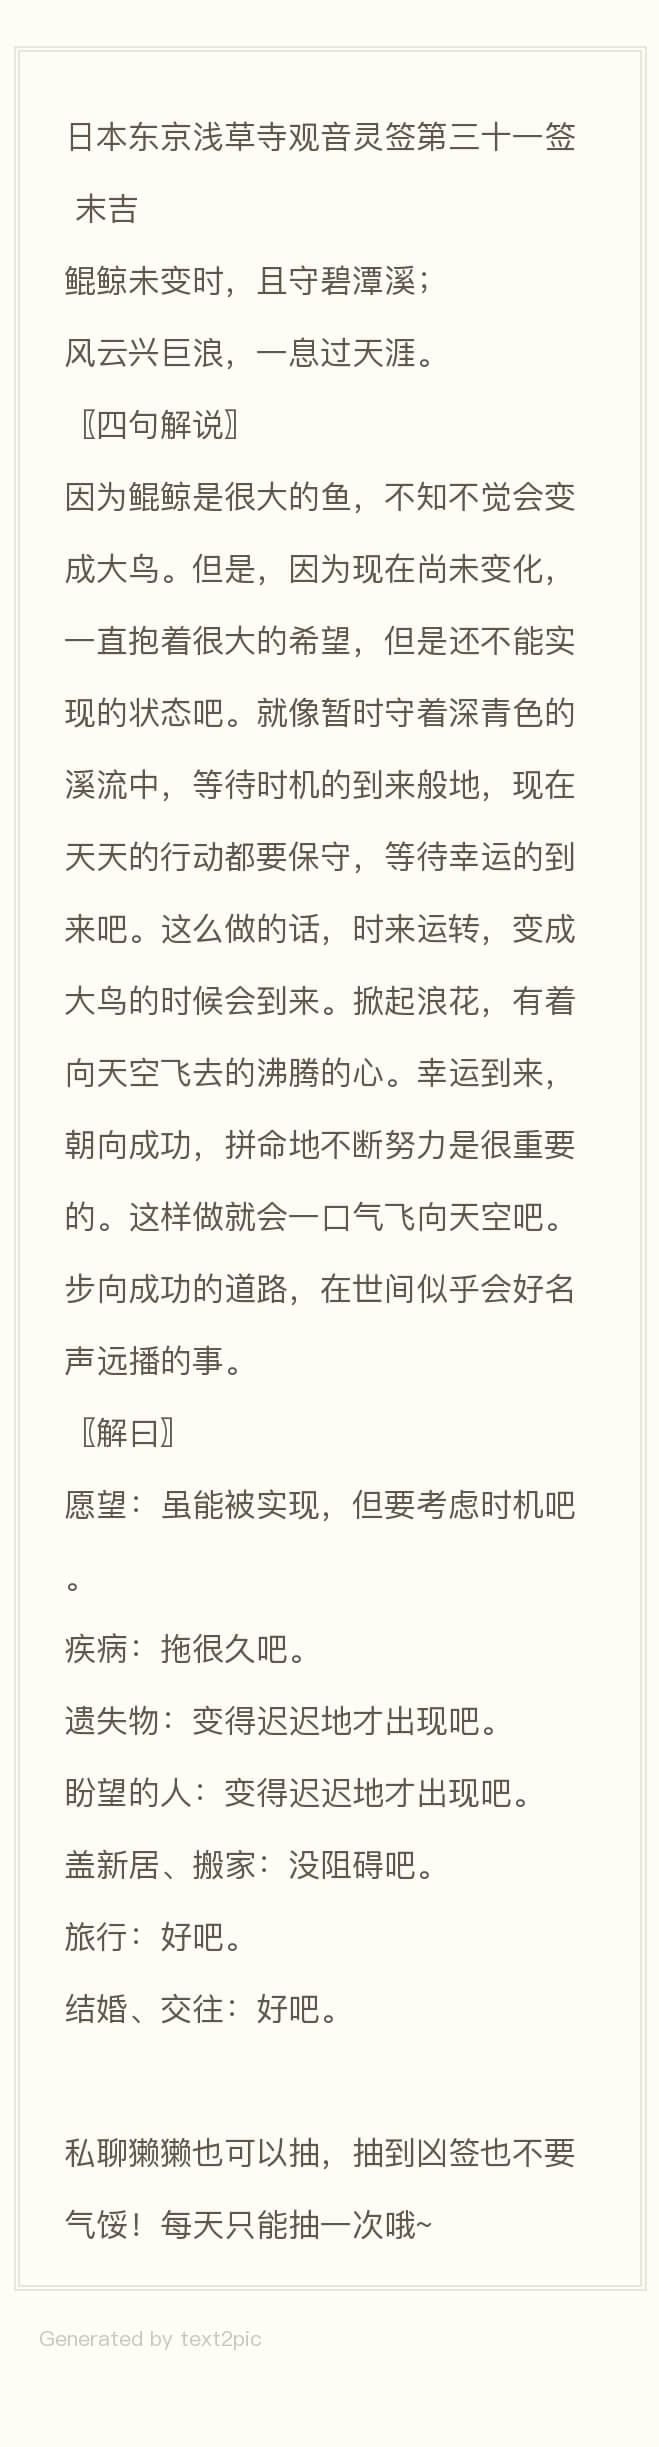 日本东京浅草寺观音灵签第三十一签
末吉
鲲鲸未变时，且守碧潭溪；
风云兴巨浪，一息过天涯。
〖四句解说〗
因为鲲鲸是很大的鱼，不知不觉会变
成大鸟。但是，因为现在尚未变化，
一直抱着很大的希望，但是还不能实
现的状态吧。就像暂时守着深青色的
溪流中，等待时机的到来般地，现在
天天的行动都要保守，等待幸运的到
来吧。这么做的话，时来运转，变成
大鸟的时候会到来。掀起浪花，有着
向天空飞去的沸腾的心。幸运到来，
朝向成功，拼命地不断努力是很重要
的。这样做就会一口气飞向天空吧。
步向成功的道路，在世间似乎会好名
声远播的事。
〖解曰〗
愿望：虽能被实现，但要考虑时机吧
。
疾病：拖很久吧。
遗失物：变得迟迟地才出现吧。
盼望的人：变得迟迟地才出现吧。
盖新居、搬家：没阻碍吧。
旅行：好吧。
结婚、交往：好吧。
私聊獭獭也可以抽，抽到凶签也不要
气馁！每天只能抽一次哦~
Generated by text2pic